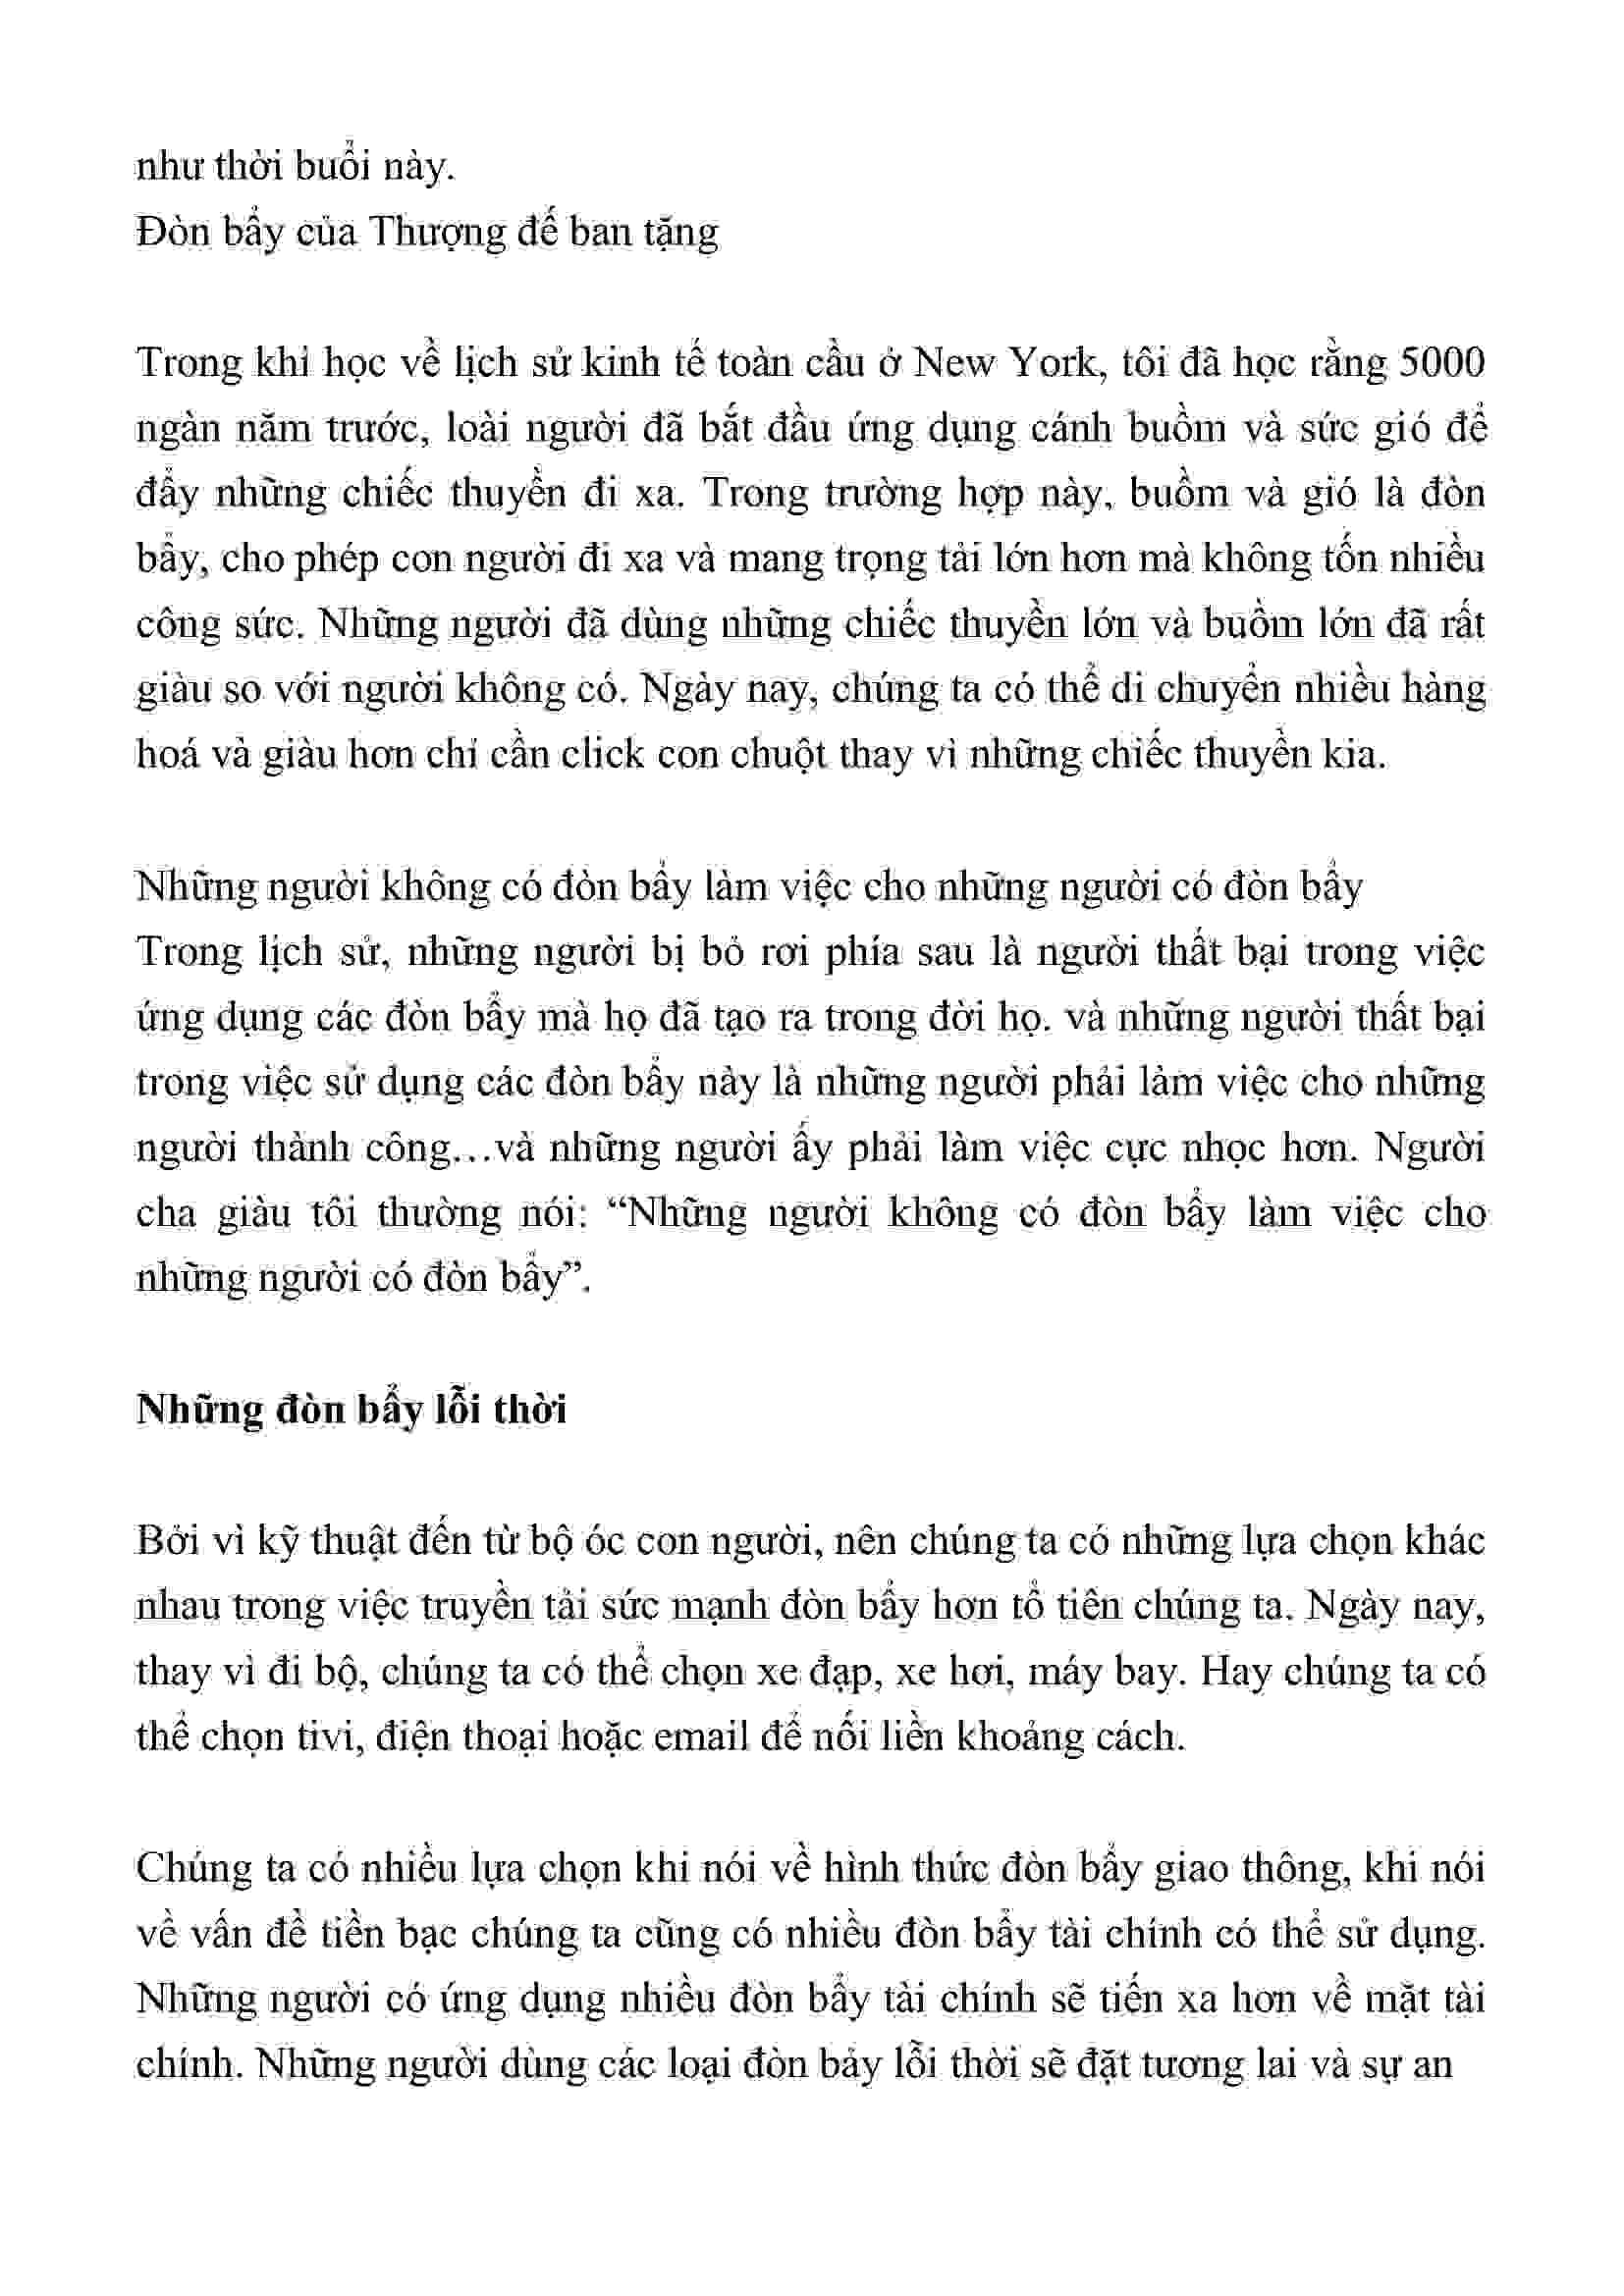 như thời buổi này.
Đòn bẩy của Thượng đế ban tặng
Trong khi học về lịch sử kinh tế toàn cầu ở New York, tôi đã học rằng 5000
ngàn năm trước, loài người đã bắt đầu ứng dụng cánh buồm và sức gió để
đẩy những chiếc thuyền đi xa. Trong trường hợp này, buồm và gió là đòn
bẩy, cho phép con người đi xa và mang trọng tải lớn hơn mà không tốn nhiều
công sức. Những người đã dùng những chiếc thuyền lớn và buồm lớn đã rất
giàu so với người không có. Ngày nay, chúng ta có thể di chuyển nhiều hàng
hoá và giàu hơn chỉ cần click con chuột thay vì những chiếc thuyền kia.
Những người không có đòn bẩy làm việc cho những người có đòn bẩy
Trong lịch sử, những người bị bỏ rơi phía sau là người thất bại trong việc
ứng dụng các đòn bẩy mà họ đã tạo ra trong đời họ. và những người thất bại
trong việc sử dụng các đòn bẩy này là những người phải làm việc cho những
người thành công…và những người ấy phải làm việc cực nhọc hơn. Người
cha giàu tôi thường nói: “Những người không có đòn bẩy làm việc cho
những người có đòn bẩy”.
Những đòn bẩy lỗi thời
Bởi vì kỹ thuật đến từ bộ óc con người, nên chúng ta có những lựa chọn khác
nhau trong việc truyền tải sức mạnh đòn bẩy hơn tổ tiên chúng ta. Ngày nay,
thay vì đi bộ, chúng ta có thể chọn xe đạp, xe hơi, máy bay. Hay chúng ta có
thể chọn tivi, điện thoại hoặc email để nối liền khoảng cách.
Chúng ta có nhiều lựa chọn khi nói về hình thức đòn bẩy giao thông, khi nói
về vấn đề tiền bạc chúng ta cũng có nhiều đòn bẩy tài chính có thể sử dụng.
Những người có ứng dụng nhiều đòn bẩy tài chính sẽ tiến xa hơn về mặt tài
chính. Những người dùng các loại đòn bảy lỗi thời sẽ đặt tương lai và sự an